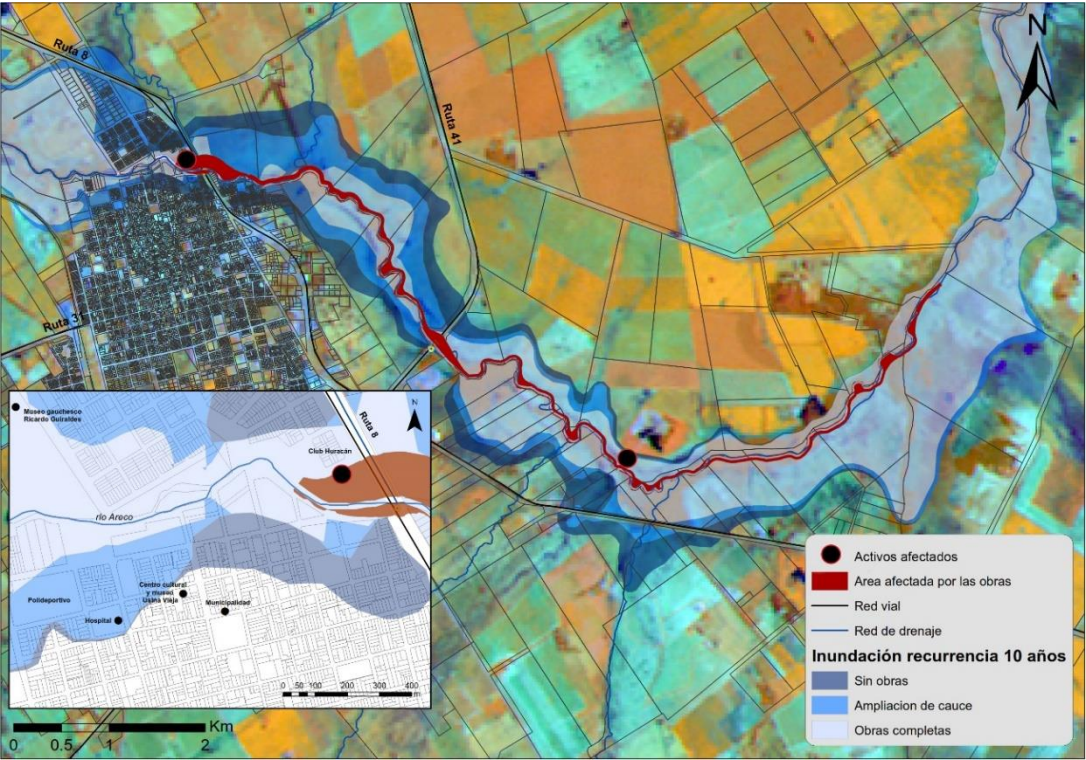 Ruta 8
N
Ruta 41
Ruta 31
Museo gauchesco
Ricardo Guiraldes
N
Ruta 8
Club Huracán
río Areco
Centro cultural
y museo
Usina Vieja
Polideportivo
Municipalidad
Hospital
0 50 100 200 300 400
m
Km
0 0.5 1 2
Activos afectados
Area afectada por las obras
Red vial
Red de drenaje
Inundación recurrencia 10 años
Sin obras
Ampliacion de cauce
Obras completas